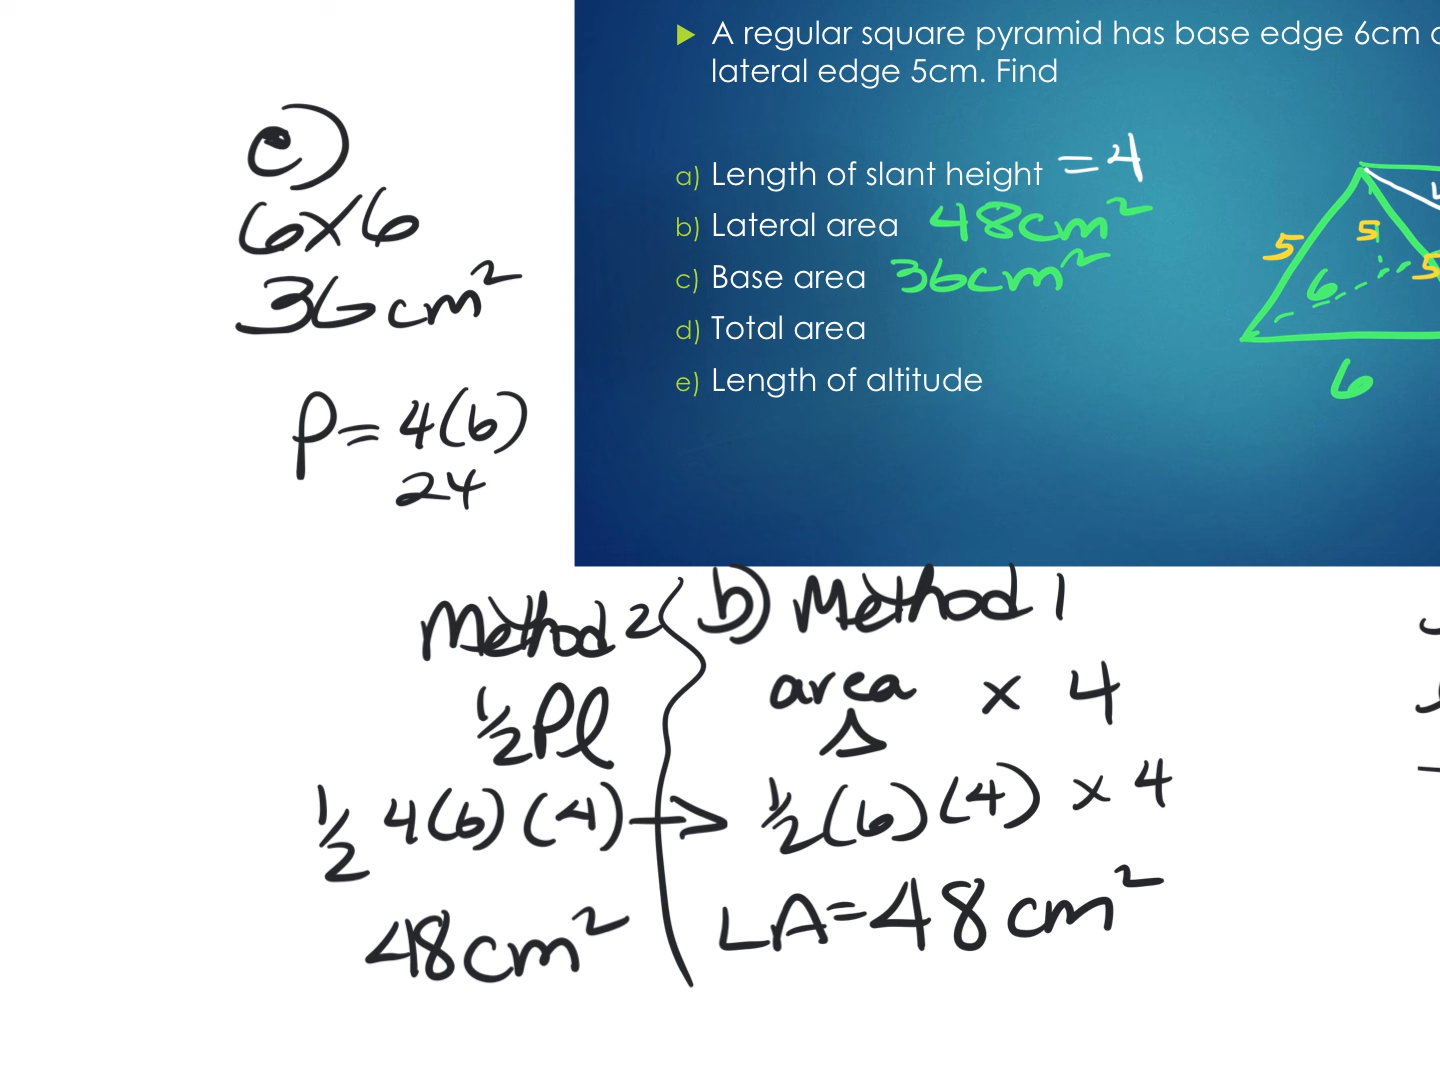 ▶ A regular square pyramid has base edge 6cm
lateral edge 5cm. Find
a) Length of slant height = 4
b) Lateral area 48cm²
c) Base area 36cm²
d) Total area
e) Length of altitude
5
5
5
6
6
c)
6x6
36cm²
P= 4(6)
24
Method 2
½Pl
½ 4(6)(4)
48cm²
b) Method 1
area x 4
Δ
½(6)(4) x 4
LA=48cm²